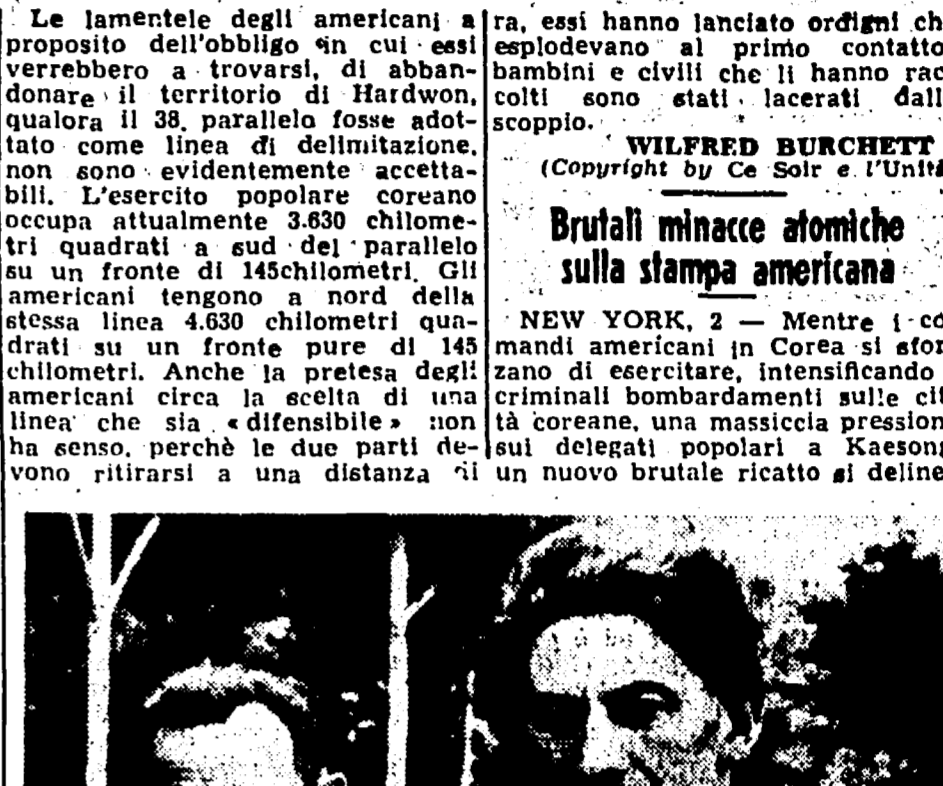 Le lamentele degli americani a
proposito dell'obbligo in cui essi
verrebbero a trovarsi, di abban-
donare il territorio di Hardwon,
qualora il 38. parallelo fosse adot-
tato come linea di delimitazione,
non sono evidentemente accetta-
bili. L'esercito popolare coreano
occupa attualmente 3.630 chilome-
tri quadrati a sud del parallelo
su un fronte di 145chilometri. Gli
americani tengono a nord della
stessa linea 4.630 chilometri qua-
drati su un fronte pure di 145
chilometri. Anche la pretesa degli
americani circa la scelta di una
linea che sia «difensibile» non
ha senso, perchè le due parti de-
vono ritirarsi a una distanza di
ra, essi hanno lanciato ordigni ch
esplodevano al primo contatto
bambini e civili che li hanno rac
colti sono stati lacerati dall
scoppio.
WILFRED BURCHETT
(Copyright by Ce Soir e l'Unità
Brutali minacce atomiche
sulla stampa americana
NEW YORK, 2 — Mentre i co
mandi americani in Corea si sfor
zano di esercitare, intensificando
criminali bombardamenti sulle cit
tà coreane, una massiccia pression
sui delegati popolari a Kaesong
un nuovo brutale ricatto si deline